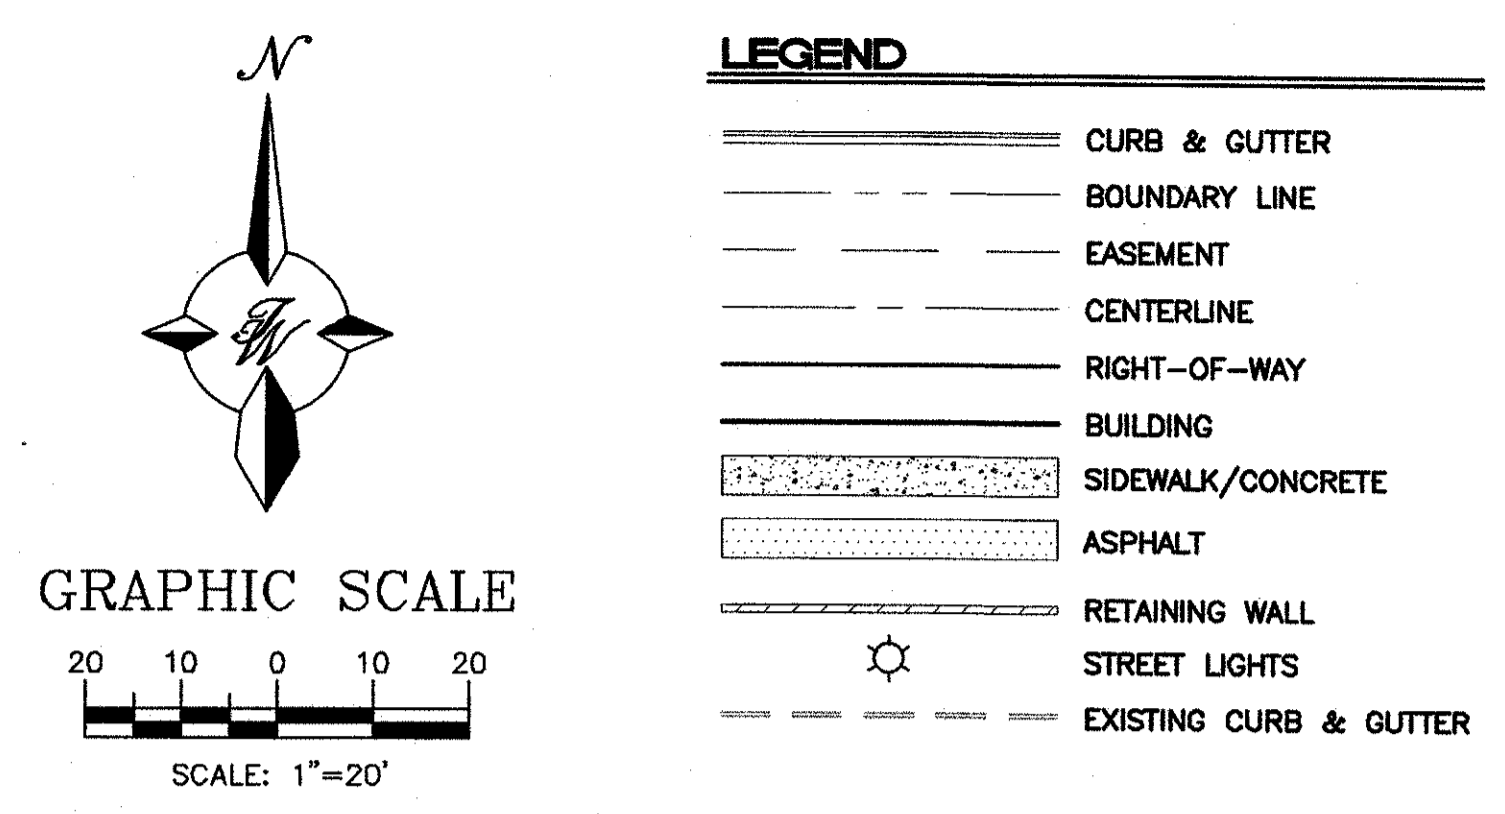 N
JW
GRAPHIC SCALE
20 10 0 10 20
SCALE: 1"=20'
LEGEND
CURB & GUTTER
BOUNDARY LINE
EASEMENT
CENTERLINE
RIGHT-OF-WAY
BUILDING
SIDEWALK/CONCRETE
ASPHALT
RETAINING WALL
STREET LIGHTS
EXISTING CURB & GUTTER